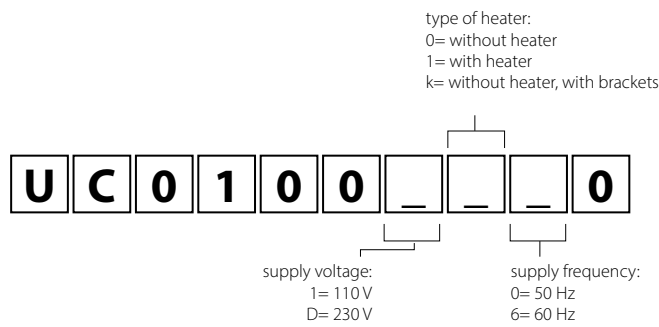 type of heater:
0= without heater
1= with heater
k= without heater, with brackets
U C 0 1 0 0 _ _ _ 0
supply voltage:
1= 110 V
D= 230 V
supply frequency:
0= 50 Hz
6= 60 Hz